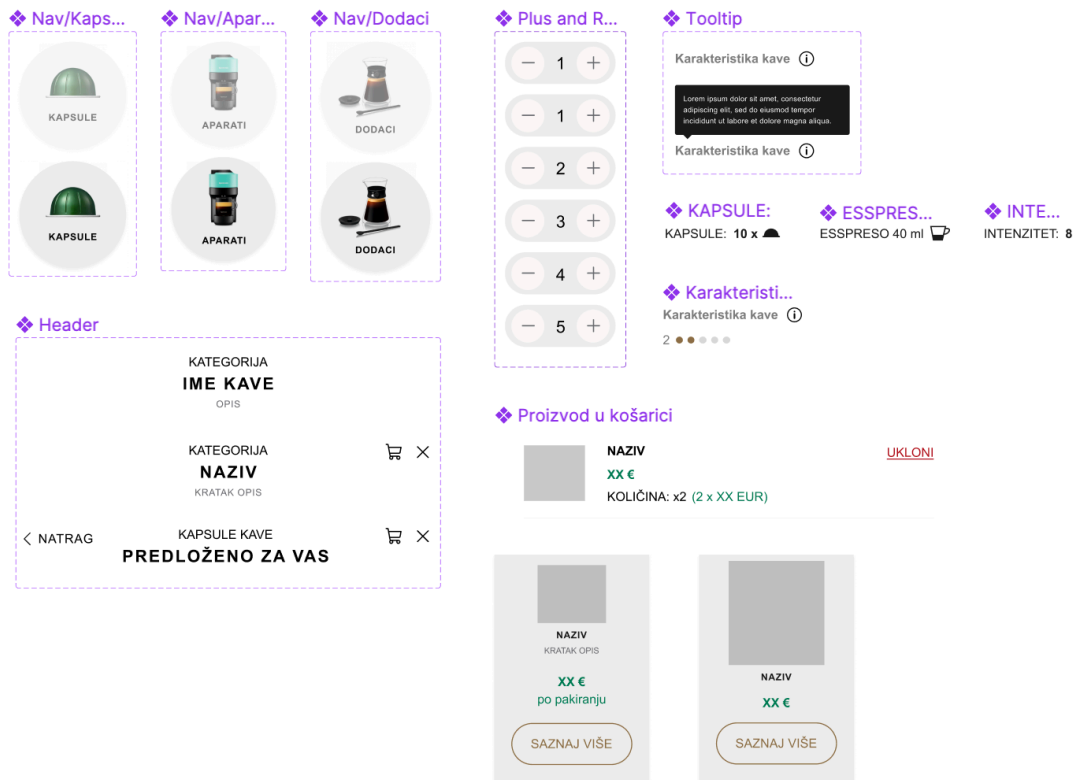 Nav/Kaps...
KAPSULE
KAPSULE
Nav/Apar...
APARATI
APARATI
Nav/Dodaci
DODACI
DODACI
Header
KATEGORIJA
IME KAVE
OPIS
KATEGORIJA
NAZIV
KRATAK OPIS
NATRAG
KAPSULE KAVE
PREDLOŽENO ZA VAS
Plus and R...
1
1
2
3
4
5
Tooltip
Karakteristika kave
Lorem ipsum dolor sit amet, consectetur
adipiscing elit, sed do eiusmod tempor
incididunt ut labore et dolore magna aliqua.
Karakteristika kave
KAPSULE:
KAPSULE: 10 x
ESSPRES...
ESSPRESO 40 ml
INTE...
INTENZITET: 8
Karakteristi...
Karakteristika kave
2
Proizvod u košarici
NAZIV
UKLONI
XX €
KOLIČINA: x2 (2 x XX EUR)
NAZIV
KRATAK OPIS
XX €
po pakiranju
SAZNAJ VIŠE
NAZIV
XX €
SAZNAJ VIŠE